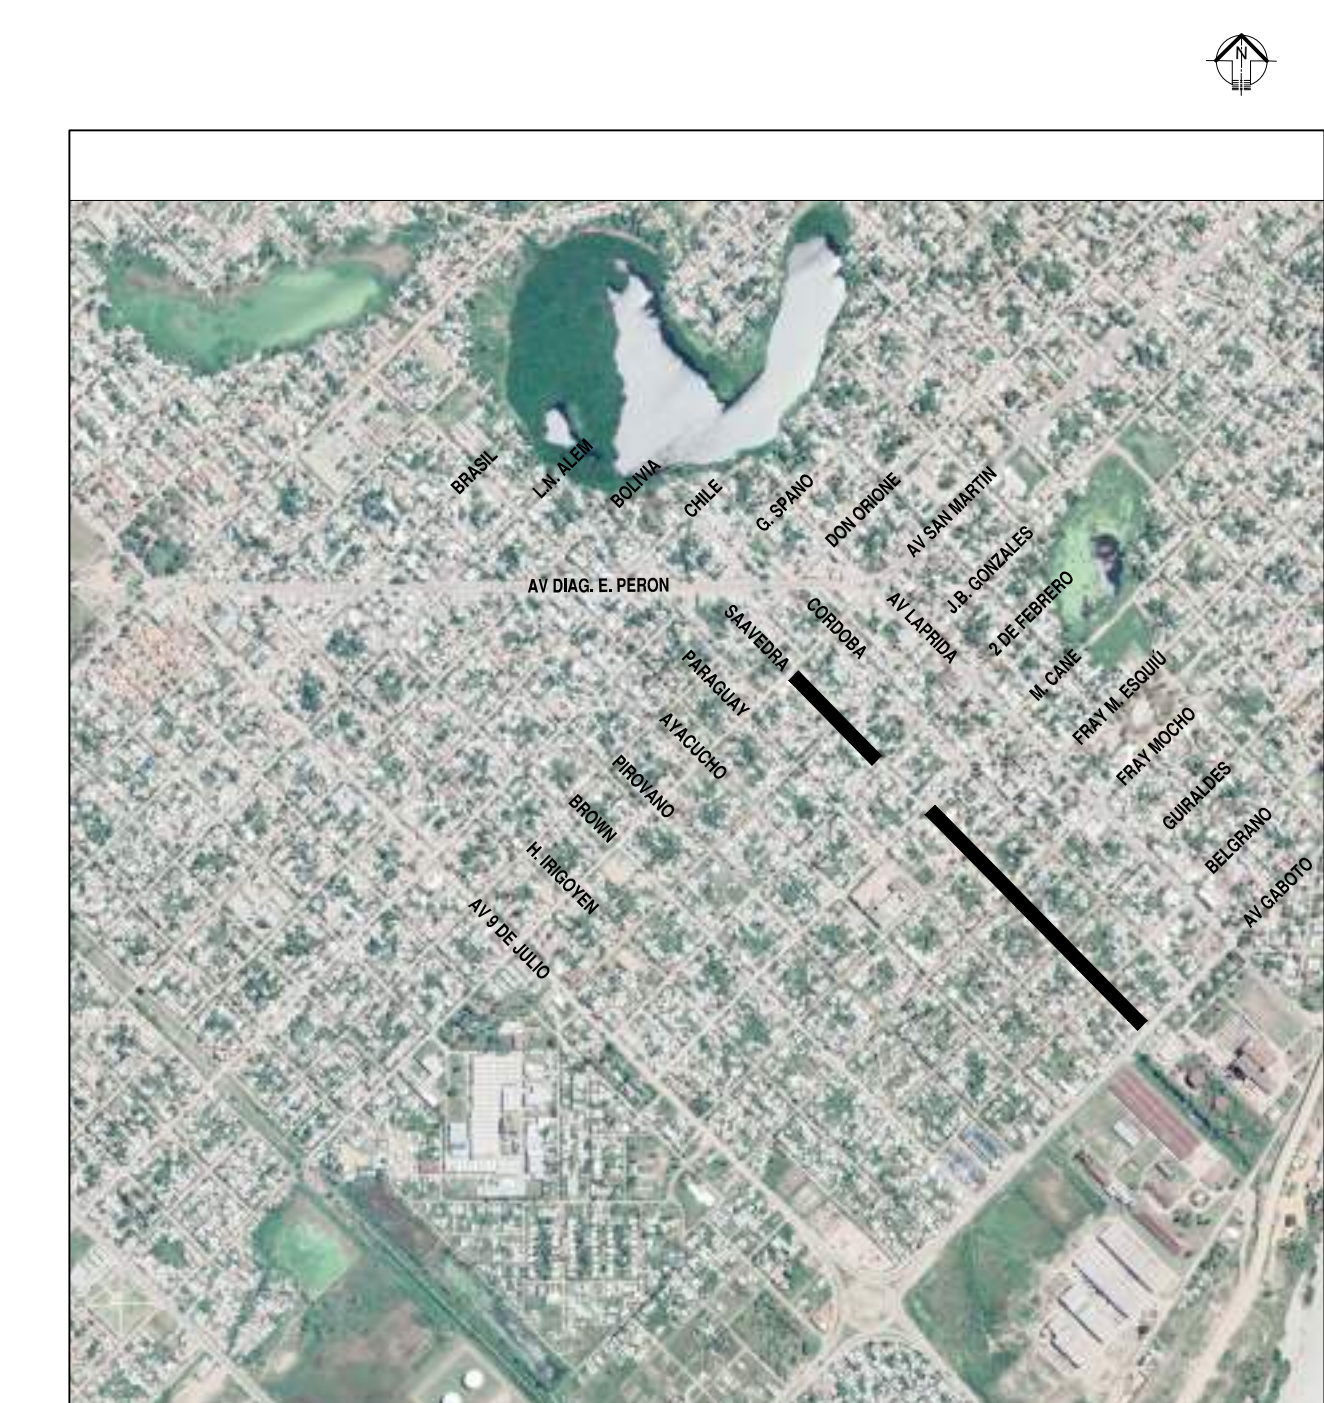 N
BRASIL
L.N. ALEM
BOLIVIA
CHILE
G. SPANO
DON ORIONE
AV SAN MARTIN
J.B. GONZALES
2 DE FEBRERO
M. CANE
FRAY M. ESQUIÚ
FRAY MOCHO
GUIRALDES
BELGRANO
AV GABOTO
AV DIAG. E. PERON
SAAVEDRA
CORDOBA
AV LAPRIDA
PARAGUAY
AYACUCHO
PIROVANO
BROWN
H. IRIGOYEN
AV 9 DE JULIO